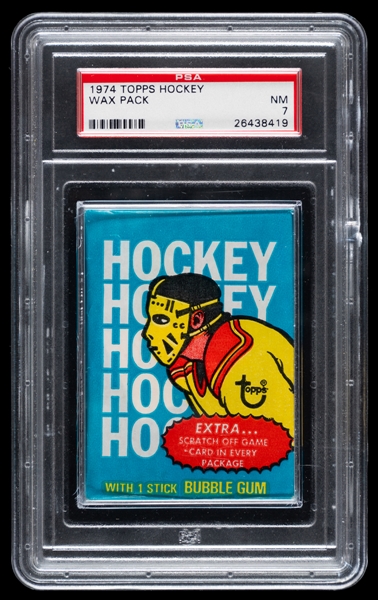 PSA
1974 TOPPS HOCKEY
WAX PACK
NM
7
26438419
HOCKEY
HOCKEY
HO
HOC
HO
topps
EXTRA...
SCRATCH OFF GAME
*CARD IN EVERY
PACKAGE
WITH 1 STICK BUBBLE GUM